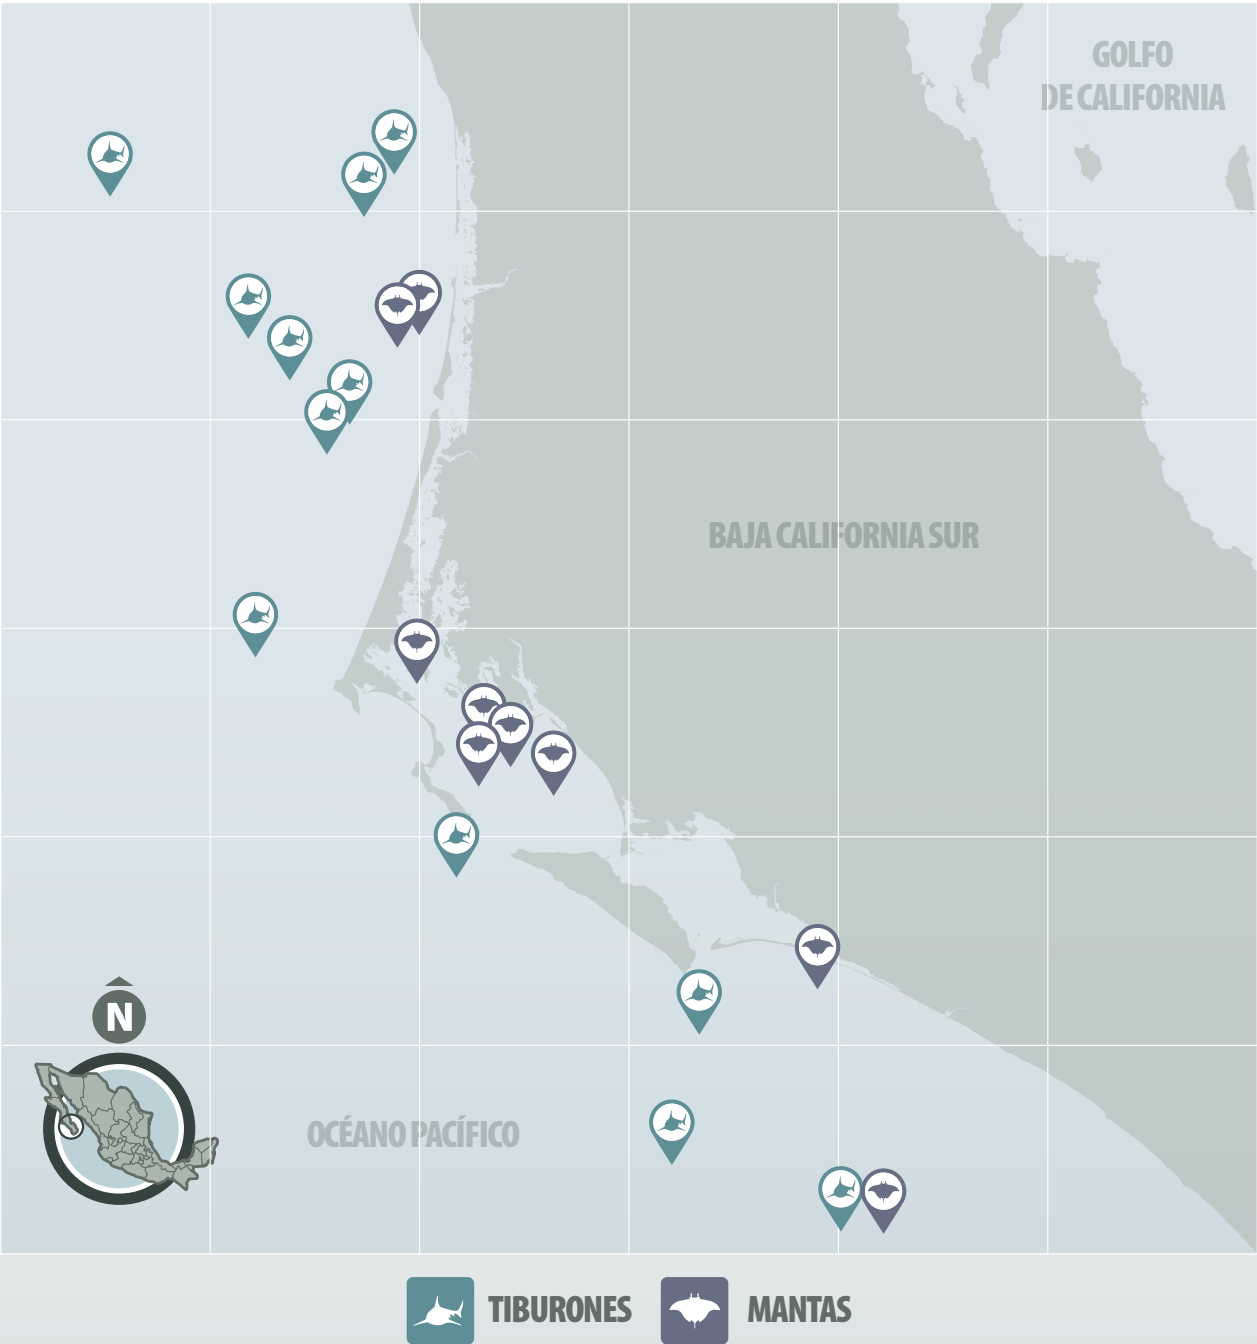 GOLFO
DE CALIFORNIA
BAJA CALIFORNIA SUR
N
OCÉANO PACÍFICO
TIBURONES
MANTAS